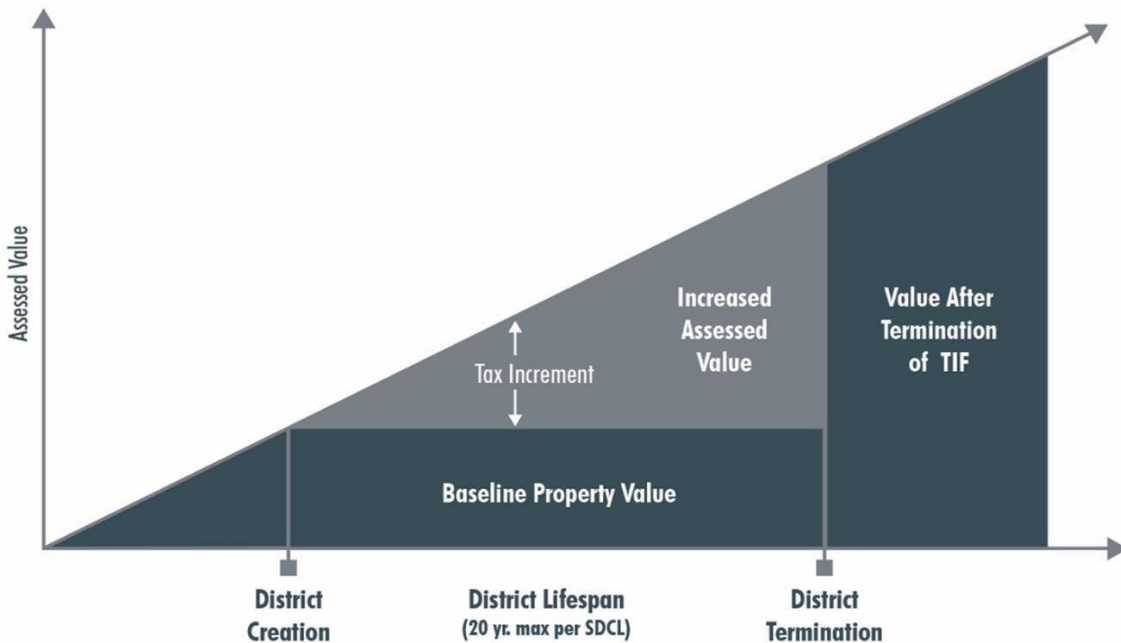 Assessed Value
Increased
Assessed
Value
Value After
Termination
of TIF
Tax Increment
Baseline Property Value
District
Creation
District Lifespan
(20 yr. max per SDCL)
District
Termination